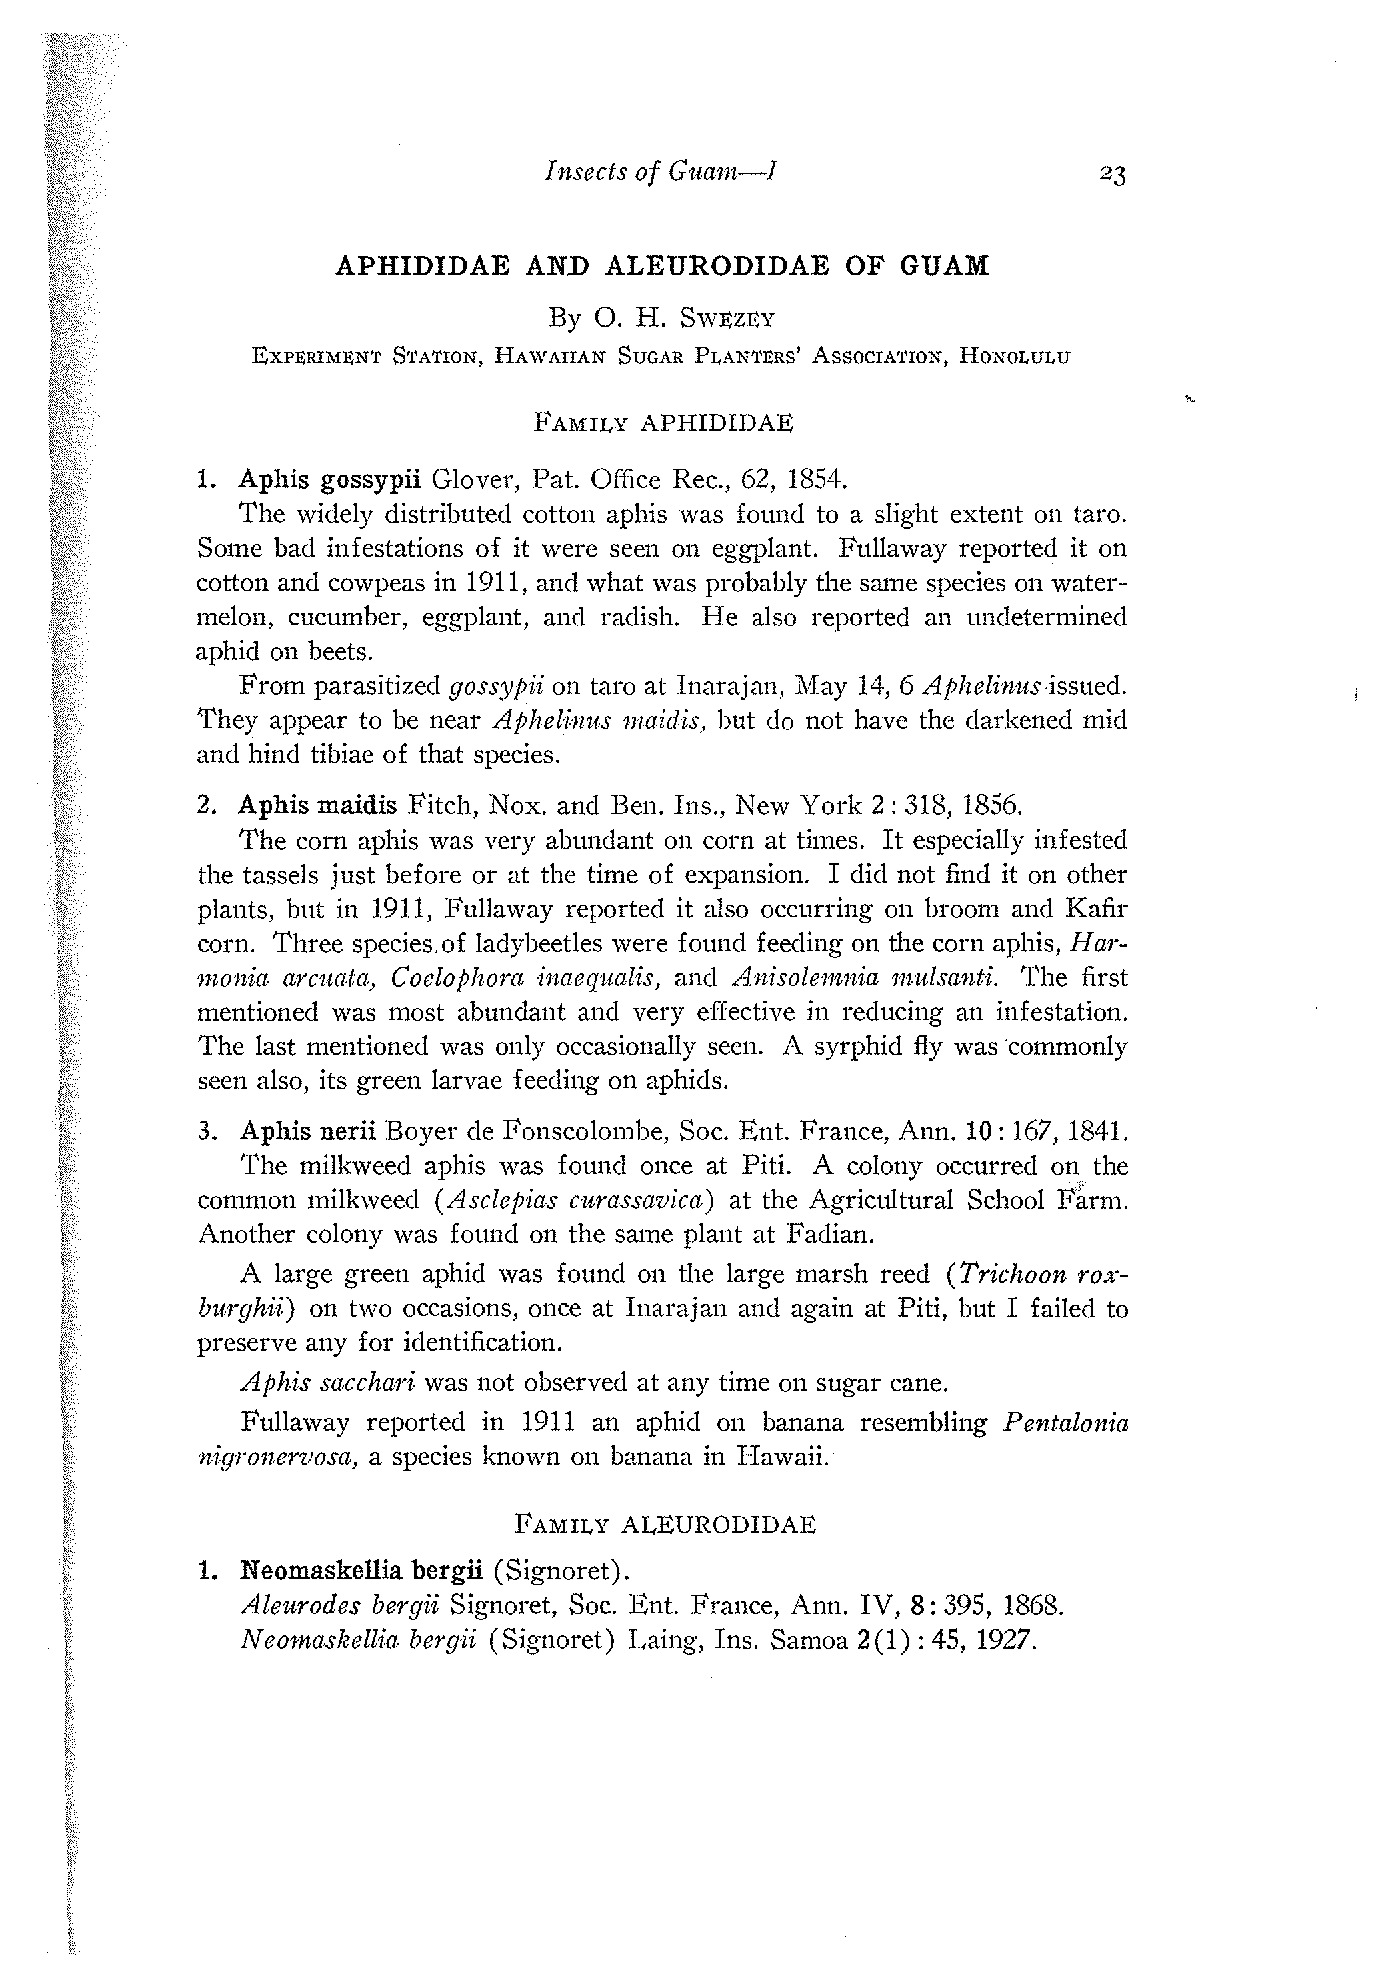 Insects of Guam—I 23
APHIDIDAE AND ALEURODIDAE OF GUAM
By O. H. Swezey
Experiment Station, Hawaiian Sugar Planters' Association, Honolulu
Family APHIDIDAE
1. Aphis gossypii Glover, Pat. Office Rec., 62, 1854.
The widely distributed cotton aphis was found to a slight extent on taro.
Some bad infestations of it were seen on eggplant. Fullaway reported it on
cotton and cowpeas in 1911, and what was probably the same species on water-
melon, cucumber, eggplant, and radish. He also reported an undetermined
aphid on beets.
From parasitized gossypii on taro at Inarajan, May 14, 6 Aphelinus issued.
They appear to be near Aphelinus maidis, but do not have the darkened mid
and hind tibiae of that species.
2. Aphis maidis Fitch, Nox. and Ben. Ins., New York 2 : 318, 1856.
The corn aphis was very abundant on corn at times. It especially infested
the tassels just before or at the time of expansion. I did not find it on other
plants, but in 1911, Fullaway reported it also occurring on broom and Kafir
corn. Three species of ladybeetles were found feeding on the corn aphis, Har-
monia arcuata, Coelophora inaequalis, and Anisolemnia mulsanti. The first
mentioned was most abundant and very effective in reducing an infestation.
The last mentioned was only occasionally seen. A syrphid fly was commonly
seen also, its green larvae feeding on aphids.
3. Aphis nerii Boyer de Fonscolombe, Soc. Ent. France, Ann. 10 : 167, 1841.
The milkweed aphis was found once at Piti. A colony occurred on the
common milkweed (Asclepias curassavica) at the Agricultural School Farm.
Another colony was found on the same plant at Fadian.
A large green aphid was found on the large marsh reed (Trichoon rox-
burghii) on two occasions, once at Inarajan and again at Piti, but I failed to
preserve any for identification.
Aphis sacchari was not observed at any time on sugar cane.
Fullaway reported in 1911 an aphid on banana resembling Pentalonia
nigronervosa, a species known on banana in Hawaii.
Family ALEURODIDAE
1. Neomaskellia bergii (Signoret).
Aleurodes bergii Signoret, Soc. Ent. France, Ann. IV, 8 : 395, 1868.
Neomaskellia bergii (Signoret) Laing, Ins. Samoa 2(1) : 45, 1927.